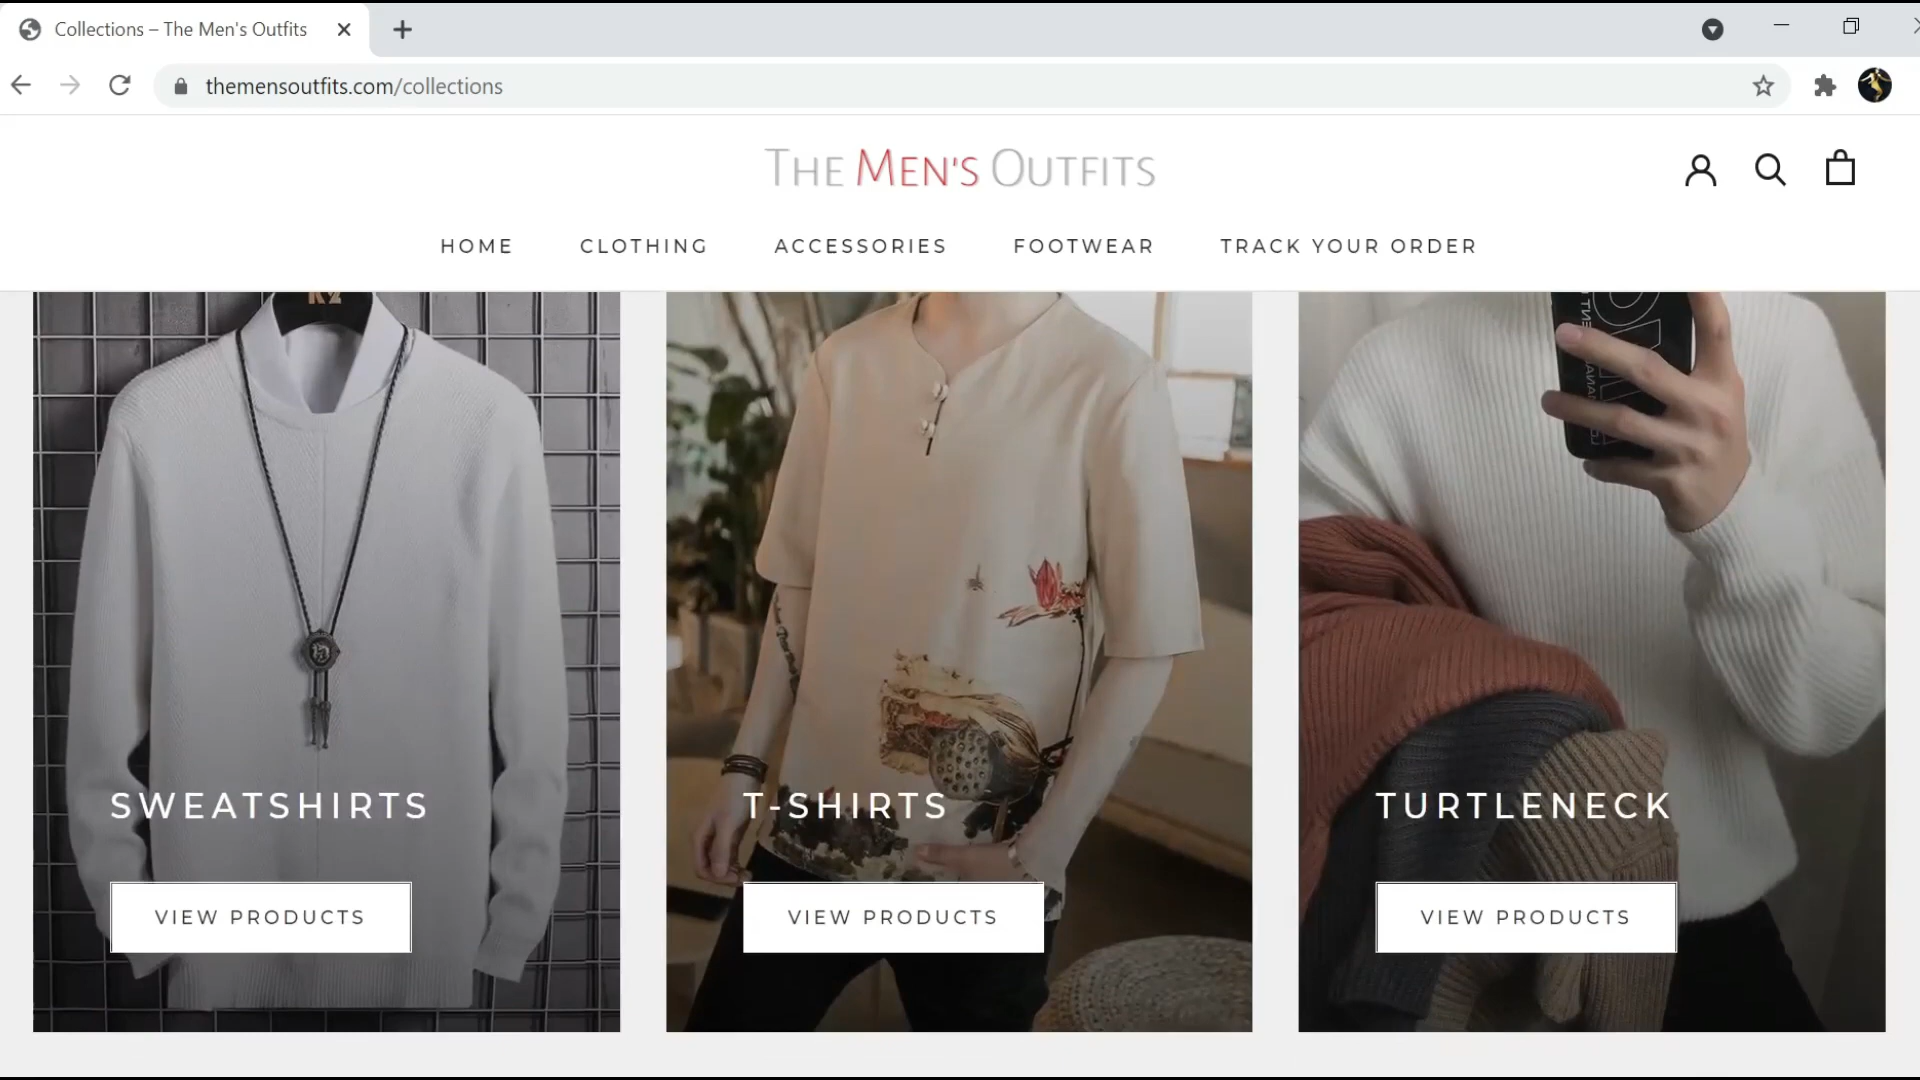 Collections – The Men's Outfits
themensoutfits.com/collections
The Men's Outfits
HOME CLOTHING ACCESSORIES FOOTWEAR TRACK YOUR ORDER
SWEATSHIRTS
T-SHIRTS
TURTLENECK
VIEW PRODUCTS
VIEW PRODUCTS
VIEW PRODUCTS